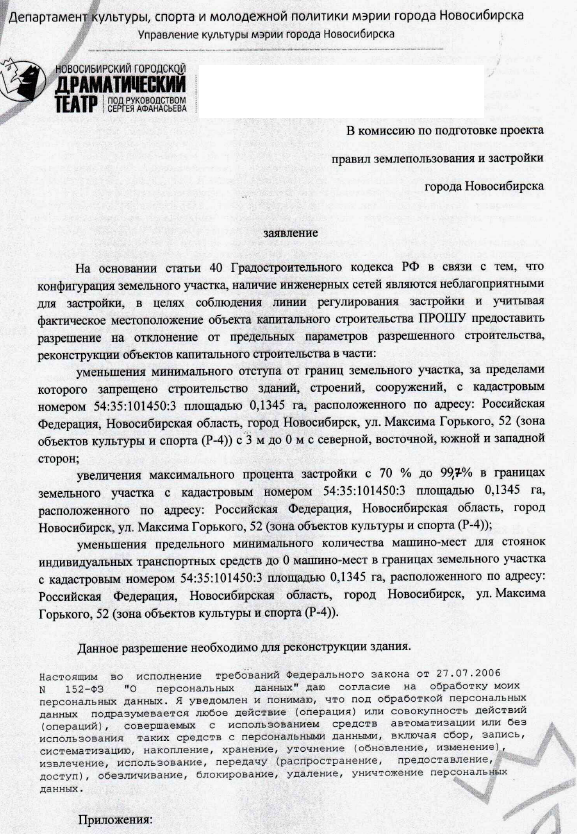 Департамент культуры, спорта и молодежной политики мэрии города Новосибирска
Управление культуры мэрии города Новосибирска
НОВОСИБИРСКИЙ ГОРОДСКОЙ
ДРАМАТИЧЕСКИЙ
ТЕАТР ПОД РУКОВОДСТВОМ
СЕРГЕЯ АФАНАСЬЕВА
В комиссию по подготовке проекта
правил землепользования и застройки
города Новосибирска
заявление
На основании статьи 40 Градостроительного кодекса РФ в связи с тем, что
конфигурация земельного участка, наличие инженерных сетей являются неблагоприятными
для застройки, в целях соблюдения линии регулирования застройки и учитывая
фактическое местоположение объекта капитального строительства ПРОШУ предоставить
разрешение на отклонение от предельных параметров разрешенного строительства,
реконструкции объектов капитального строительства в части:
уменьшения минимального отступа от границ земельного участка, за пределами
которого запрещено строительство зданий, строений, сооружений, с кадастровым
номером 54:35:101450:3 площадью 0,1345 га, расположенного по адресу: Российская
Федерация, Новосибирская область, город Новосибирск, ул. Максима Горького, 52 (зона
объектов культуры и спорта (Р-4)) с 3 м до 0 м с северной, восточной, южной и западной
сторон;
увеличения максимального процента застройки с 70 % до 99,7% в границах
земельного участка с кадастровым номером 54:35:101450:3 площадью 0,1345 га,
расположенного по адресу: Российская Федерация, Новосибирская область, город
Новосибирск, ул. Максима Горького, 52 (зона объектов культуры и спорта (Р-4));
уменьшения предельного минимального количества машино-мест для стоянок
индивидуальных транспортных средств до 0 машино-мест в границах земельного участка
с кадастровым номером 54:35:101450:3 площадью 0,1345 га, расположенного по адресу:
Российская Федерация, Новосибирская область, город Новосибирск, ул. Максима
Горького, 52 (зона объектов культуры и спорта (Р-4)).
Данное разрешение необходимо для реконструкции здания.
Настоящим во исполнение требований Федерального закона от 27.07.2006
N 152-ФЗ "О персональных данных" даю согласие на обработку моих
персональных данных. Я уведомлен и понимаю, что под обработкой персональных
данных подразумевается любое действие (операция) или совокупность действий
(операций), совершаемых с использованием средств автоматизации или без
использования таких средств с персональными данными, включая сбор, запись,
систематизацию, накопление, хранение, уточнение (обновление, изменение),
извлечение, использование, передачу (распространение, предоставление,
доступ), обезличивание, блокирование, удаление, уничтожение персональных
данных.
Приложения: